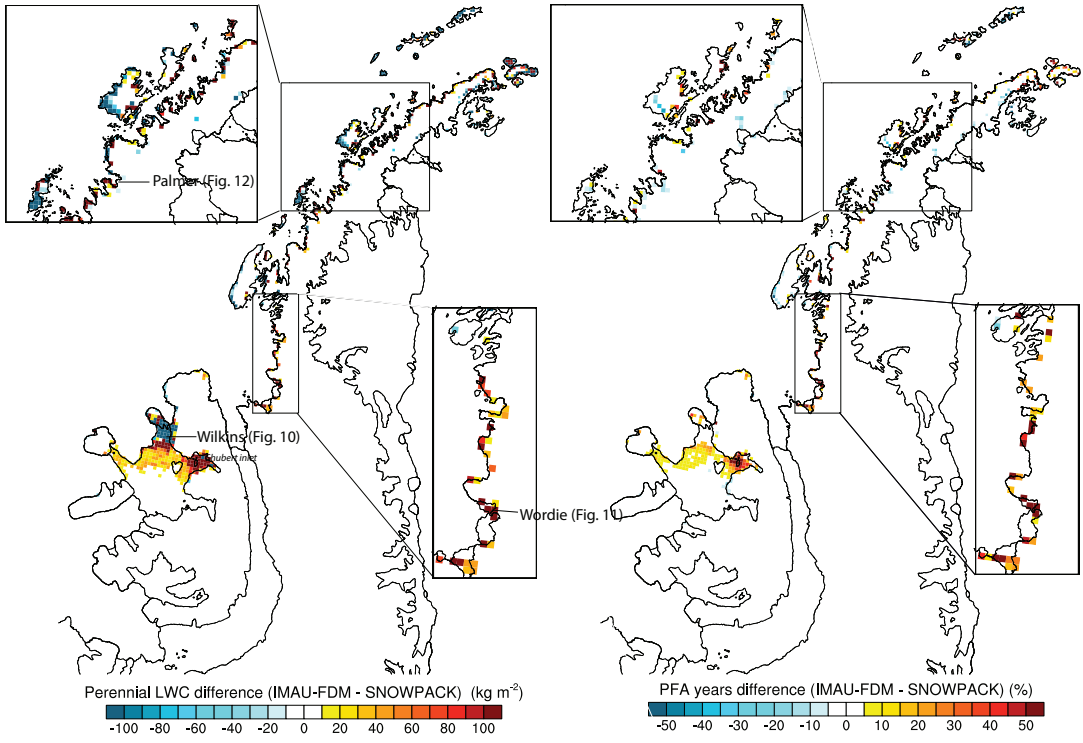 Palmer (Fig. 12)
Wilkins (Fig. 10)
hubert inlet
Wordie (Fig. 11)
Perennial LWC difference (IMAU-FDM - SNOWPACK) (kg m-2)
-100 -80 -60 -40 -20 0 20 40 60 80 100
PFA years difference (IMAU-FDM - SNOWPACK) (%)
-50 -40 -30 -20 -10 0 10 20 30 40 50